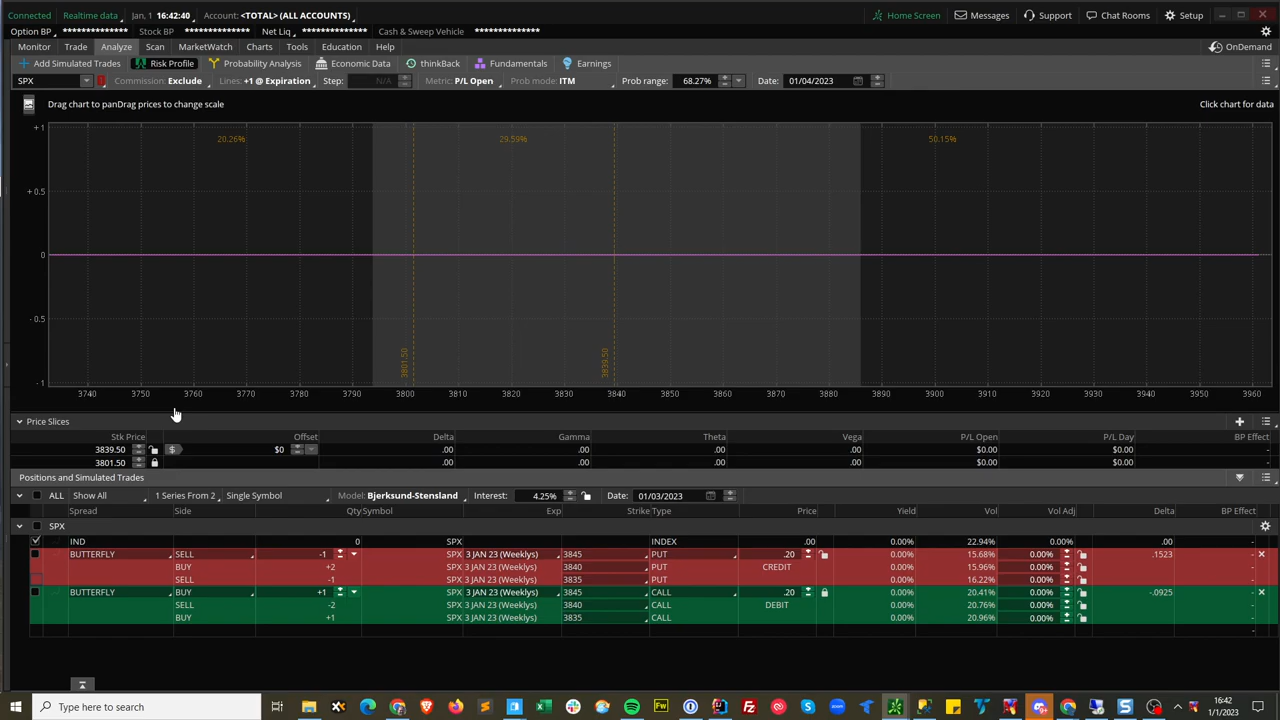 Connected Realtime data Jan, 1 16:42:40 Account: <TOTAL> (ALL ACCOUNTS) Home Screen Messages Support Chat Rooms Setup
Option BP ************** Stock BP ************** Net Liq ************** Cash & Sweep Vehicle **************
Monitor Trade Analyze Scan MarketWatch Charts Tools Education Help OnDemand
Add Simulated Trades Risk Profile Probability Analysis Economic Data thinkBack Fundamentals Earnings
SPX Commission: Exclude Lines: +1 @ Expiration Step: N/A Metric: P/L Open Prob mode: ITM Prob range: 68.27% Date: 01/04/2023
Drag chart to panDrag prices to change scale Click chart for data
+1
20.26% 29.59% 50.15%
+0.5
0
-0.5
3801.50 3839.50
-1
3740 3750 3760 3770 3780 3790 3800 3810 3820 3830 3840 3850 3860 3870 3880 3890 3900 3910 3920 3930 3940 3950 3960
Price Slices
Stk Price Offset Delta Gamma Theta Vega P/L Open P/L Day BP Effect
3839.50 $ $0 .00 .00 .00 .00 $0.00 $0.00 -
3801.50 .00 .00 .00 .00 $0.00 $0.00 -
Positions and Simulated Trades
ALL Show All 1 Series From 2 Single Symbol Model: Bjerksund-Stensland Interest: 4.25% Date: 01/03/2023
Spread Side Qty Symbol Exp Strike Type Price Yield Vol Vol Adj Delta BP Effect
SPX
IND 0 SPX INDEX .00 0.00% 22.94% 0.00% .00 -
BUTTERFLY SELL -1 SPX 3 JAN 23 (Weeklys) 3845 PUT .20 0.00% 15.68% 0.00% .1523 -
BUY +2 SPX 3 JAN 23 (Weeklys) 3840 PUT CREDIT 0.00% 15.96% 0.00%
SELL -1 SPX 3 JAN 23 (Weeklys) 3835 PUT 0.00% 16.22% 0.00%
BUTTERFLY BUY +1 SPX 3 JAN 23 (Weeklys) 3845 CALL .20 0.00% 20.41% 0.00% -.0925 -
SELL -2 SPX 3 JAN 23 (Weeklys) 3840 CALL DEBIT 0.00% 20.76% 0.00%
BUY +1 SPX 3 JAN 23 (Weeklys) 3835 CALL 0.00% 20.96% 0.00%
Type here to search Fw 16:42
1/1/2023